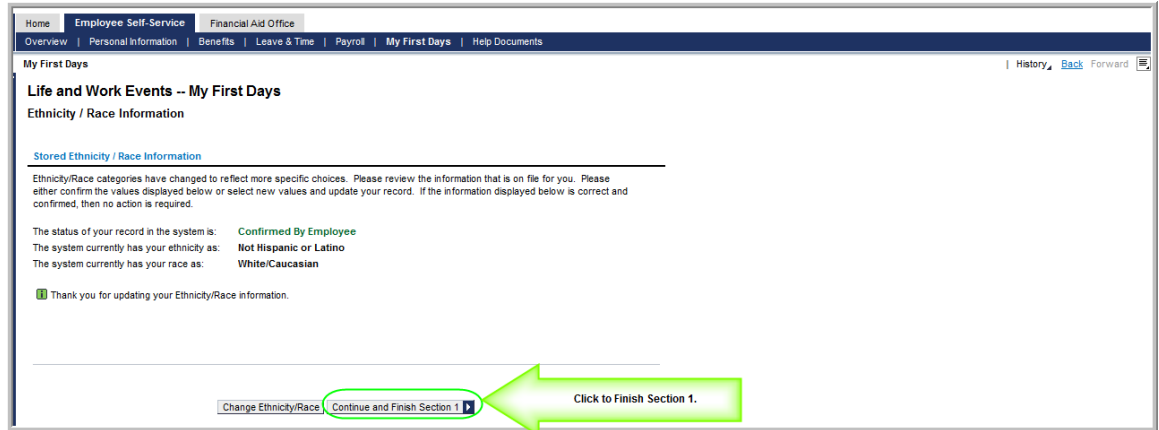 Home Employee Self-Service Financial Aid Office
Overview | Personal Information | Benefits | Leave & Time | Payroll | My First Days | Help Documents
My First Days | History Back Forward
Life and Work Events -- My First Days
Ethnicity / Race Information
Stored Ethnicity / Race Information
Ethnicity/Race categories have changed to reflect more specific choices. Please review the information that is on file for you. Please
either confirm the values displayed below or select new values and update your record. If the information displayed below is correct and
confirmed, then no action is required.
The status of your record in the system is: Confirmed By Employee
The system currently has your ethnicity as: Not Hispanic or Latino
The system currently has your race as: White/Caucasian
Thank you for updating your Ethnicity/Race information.
Change Ethnicity/Race Continue and Finish Section 1 Click to Finish Section 1.